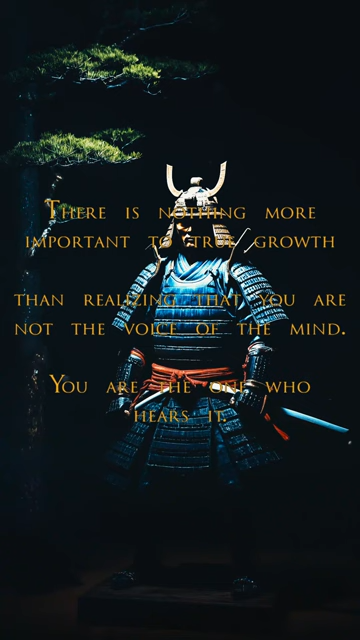 There is nothing more
important to true growth
than realizing that you are
not the voice of the mind.
You are the one who
hears it.